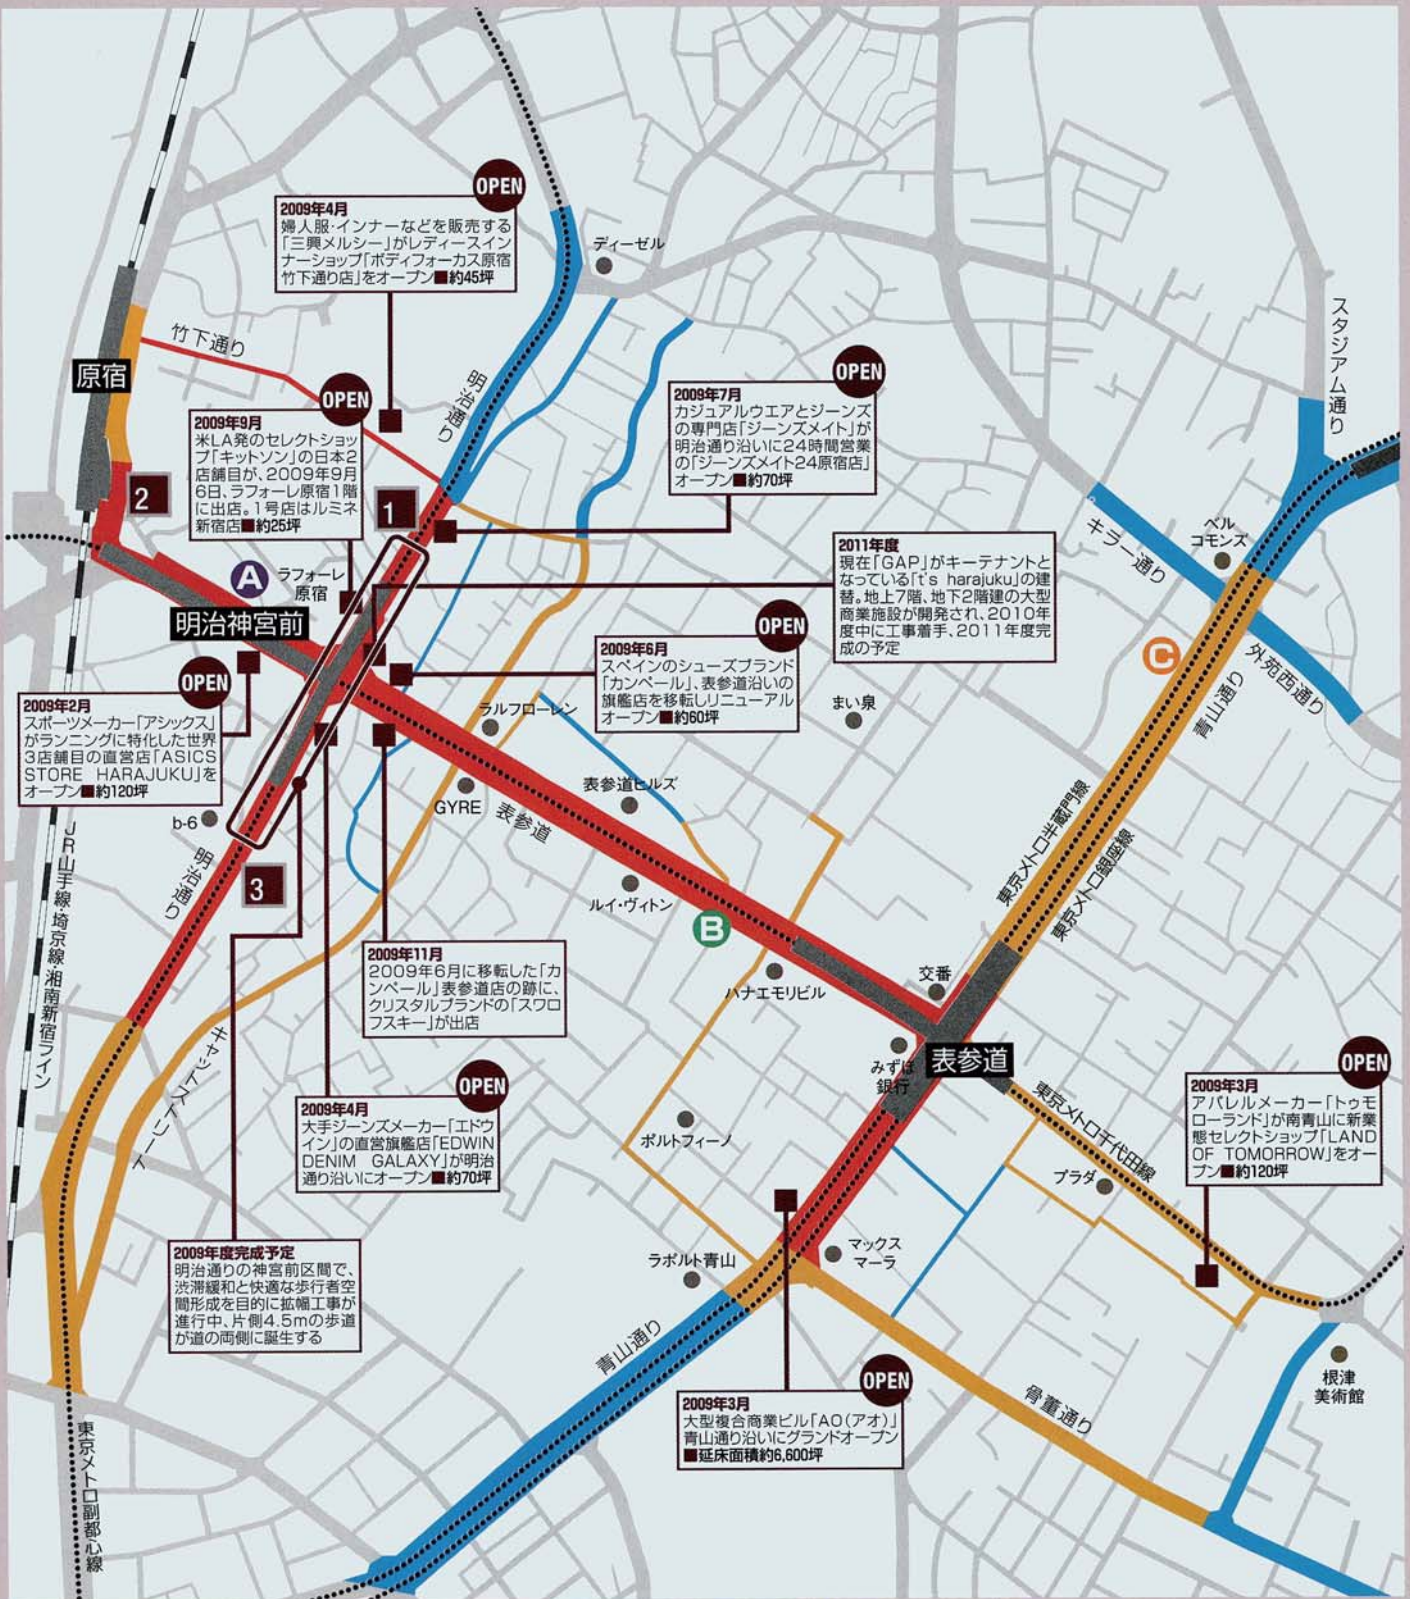 OPEN
2009年4月
婦人服・インナーなどを販売する
「三興メルシー」がレディースイン
ナーショップ「ボディフォーカス原宿
竹下通り店」をオープン■約45坪
ディーゼル
スタジアム通り
竹下通り
原宿
明治通り
OPEN
2009年9月
米LA発のセレクトショッ
プ「キットソン」の日本2
店舗目が、2009年9月
6日、ラフォーレ原宿1階
に出店。1号店はルミネ
新宿店■約25坪
OPEN
2009年7月
カジュアルウエアとジーンズ
の専門店「ジーンズメイト」が
明治通り沿いに24時間営業
の「ジーンズメイト24原宿店」
オープン■約70坪
2
1
キラー通り
ベル
コモンズ
A
ラフォーレ
原宿
明治神宮前
2011年度
現在「GAP」がキーテナントと
なっている「t's harajuku」の建
替。地上7階、地下2階建の大型
商業施設が開発され、2010年
度中に工事着手、2011年度完
成の予定
OPEN
2009年6月
スペインのシューズブランド
「カンペール」、表参道沿いの
旗艦店を移転しリニューアル
オープン■約60坪
C
外苑西通り
青山通り
OPEN
2009年2月
スポーツメーカー「アシックス」
がランニングに特化した世界
3店舗目の直営店「ASICS
STORE HARAJUKU」を
オープン■約120坪
ラルフローレン
まい泉
表参道ヒルズ
GYRE
表参道
b-6
JR山手線・埼京線・湘南新宿ライン
明治通り
3
ルイ・ヴィトン
B
東京メトロ半蔵門線
東京メトロ銀座線
2009年11月
2009年6月に移転した「カ
ンペール」表参道店の跡に、
クリスタルブランドの「スワロ
フスキー」が出店
ハナエモリビル
交番
みずほ
銀行
表参道
キャットストリート
OPEN
2009年4月
大手ジーンズメーカー「エドウ
イン」の直営旗艦店「EDWIN
DENIM GALAXY」が明治
通り沿いにオープン■約70坪
ポルトフィーノ
東京メトロ千代田線
プラダ
OPEN
2009年3月
アパレルメーカー「トゥモ
ローランド」が南青山に新業
態セレクトショップ「LAND
OF TOMORROW」をオー
プン■約120坪
2009年度完成予定
明治通りの神宮前区間で、
渋滞緩和と快適な歩行者空
間形成を目的に拡幅工事が
進行中、片側4.5mの歩道
が道の両側に誕生する
ラポルト青山
マックス
マーラ
青山通り
OPEN
2009年3月
大型複合商業ビル「AO(アオ)」
青山通り沿いにグランドオープン
■延床面積約6,600坪
骨董通り
根津
美術館
東京メトロ副都心線